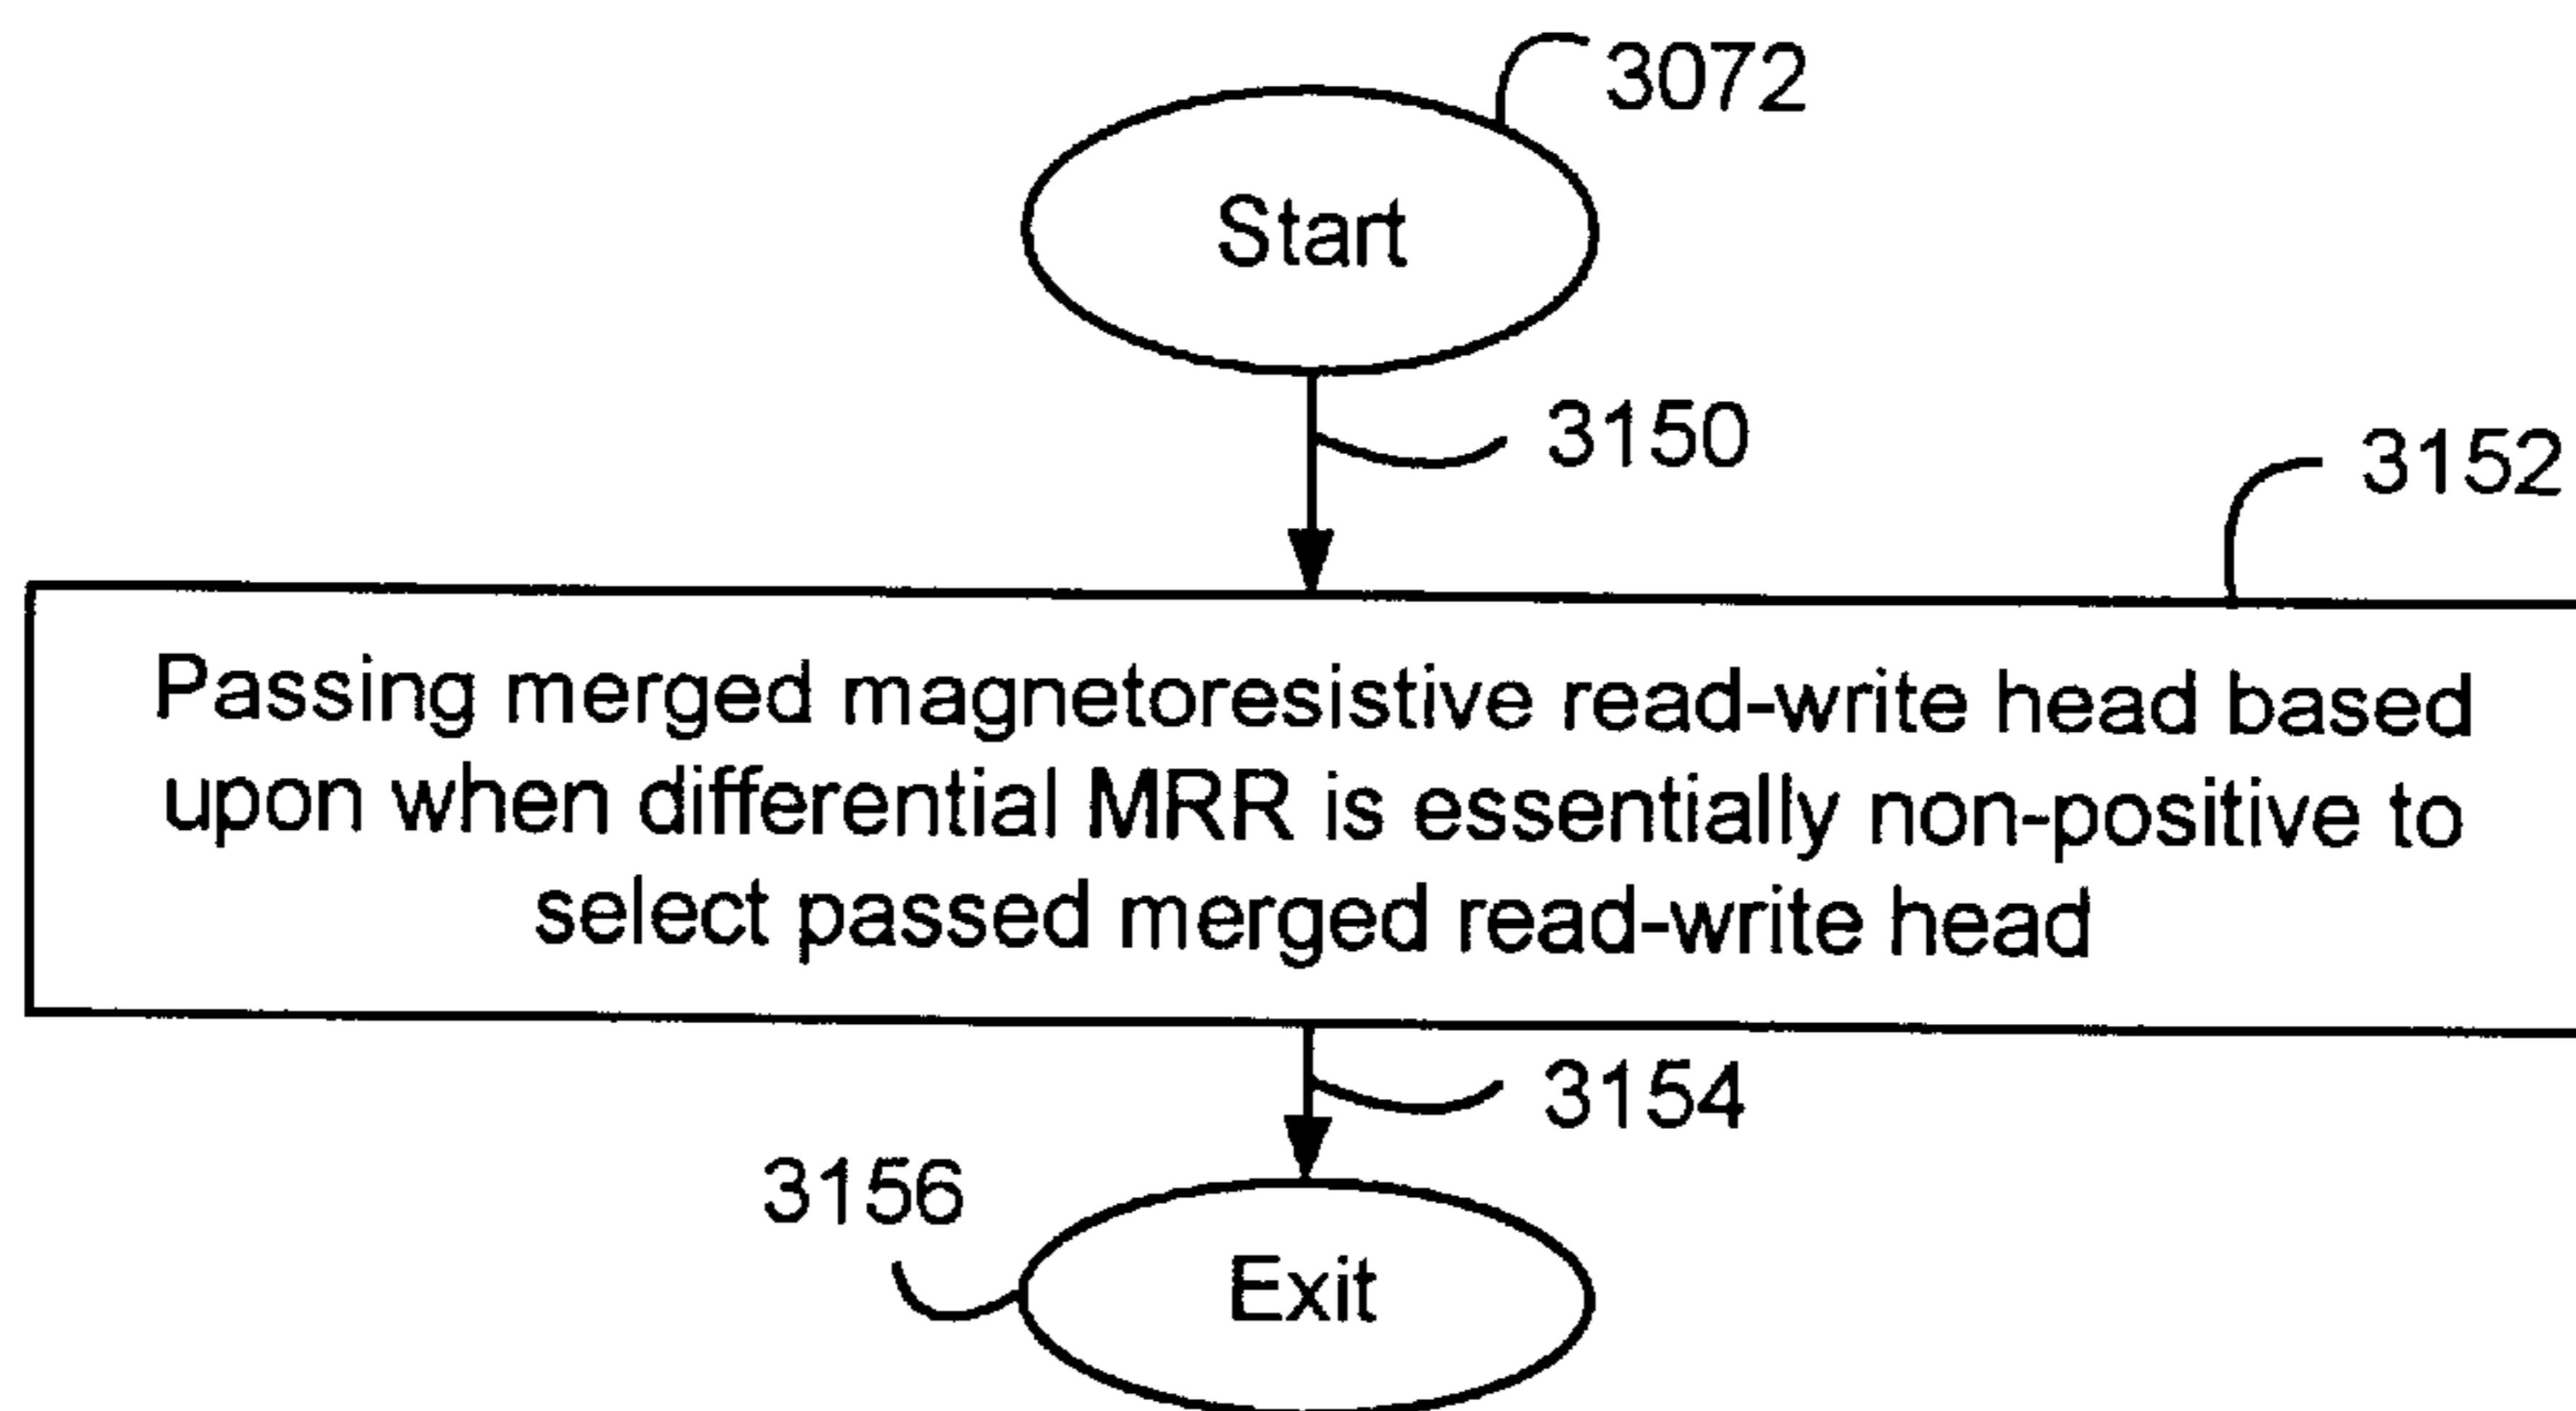 3072
Start
3150
3152
Passing merged magnetoresistive read-write head based
upon when differential MRR is essentially non-positive to
select passed merged read-write head
3154
3156
Exit